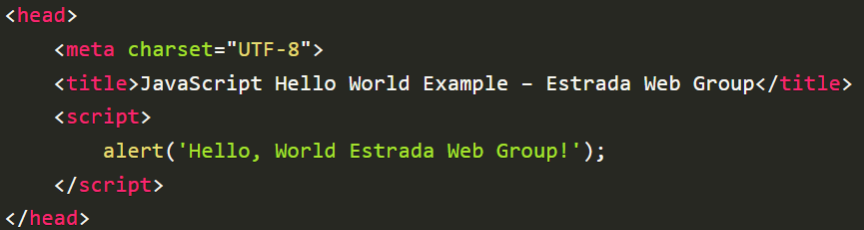 <head>
    <meta charset="UTF-8">
    <title>JavaScript Hello World Example – Estrada Web Group</title>
    <script>
        alert('Hello, World Estrada Web Group!');
    </script>
</head>